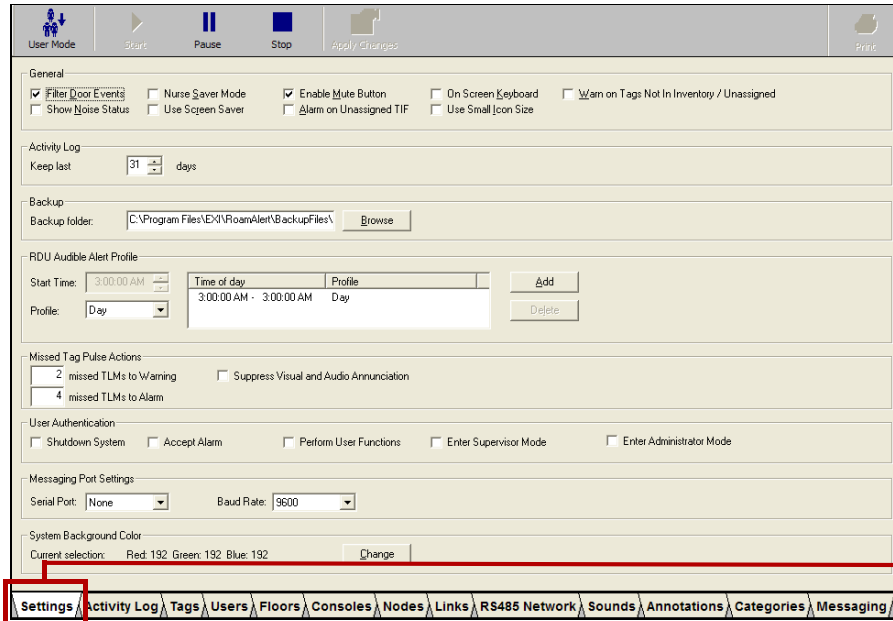 User Mode Start Pause Stop Apply Changes Print
General
Filter Door Events Nurse Saver Mode Enable Mute Button On Screen Keyboard Warn on Tags Not In Inventory / Unassigned
Show Noise Status Use Screen Saver Alarm on Unassigned TIF Use Small Icon Size
Activity Log
Keep last 31 days
Backup
Backup folder: C:\Program Files\EXI\RoamAlert\BackupFiles\ Browse
RDU Audible Alert Profile
Start Time: 3:00:00 AM Time of day Profile Add
3:00:00 AM - 3:00:00 AM Day
Profile: Day Delete
Missed Tag Pulse Actions
2 missed TLMs to Warning Suppress Visual and Audio Annunciation
4 missed TLMs to Alarm
User Authentication
Shutdown System Accept Alarm Perform User Functions Enter Supervisor Mode Enter Administrator Mode
Messaging Port Settings
Serial Port: None Baud Rate: 9600
System Background Color
Current selection: Red: 192 Green: 192 Blue: 192 Change
Settings Activity Log Tags Users Floors Consoles Nodes Links RS485 Network Sounds Annotations Categories Messaging